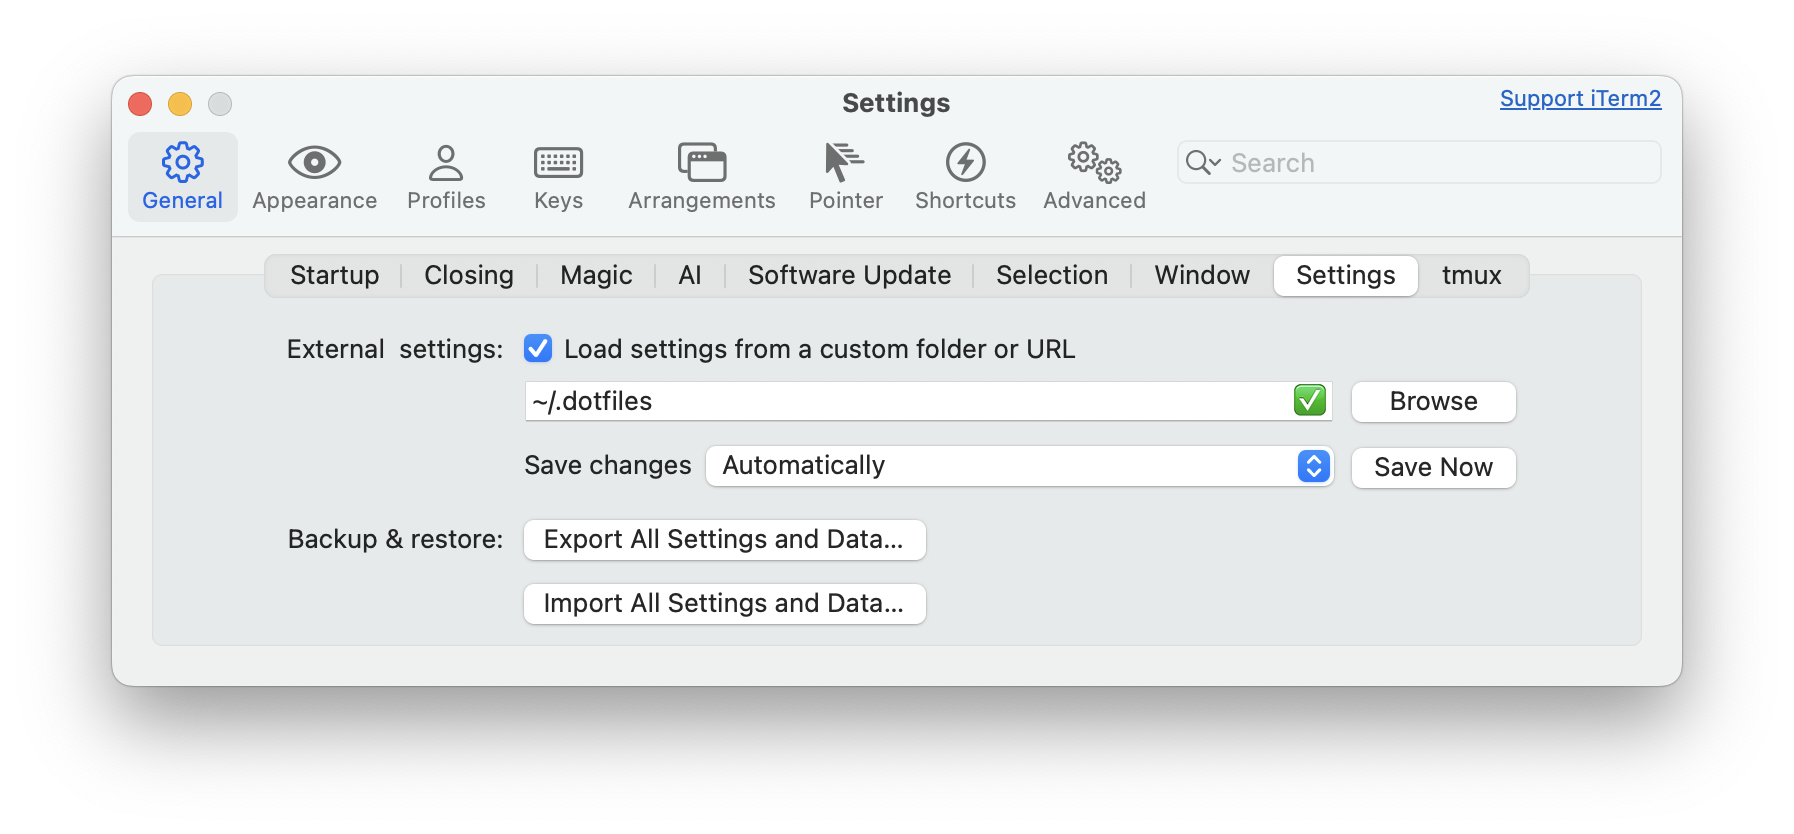 Settings
Support iTerm2
General Appearance Profiles Keys Arrangements Pointer Shortcuts Advanced Search
Startup Closing Magic AI Software Update Selection Window Settings tmux
External settings: Load settings from a custom folder or URL
~/.dotfiles Browse
Save changes Automatically Save Now
Backup & restore: Export All Settings and Data...
Import All Settings and Data...